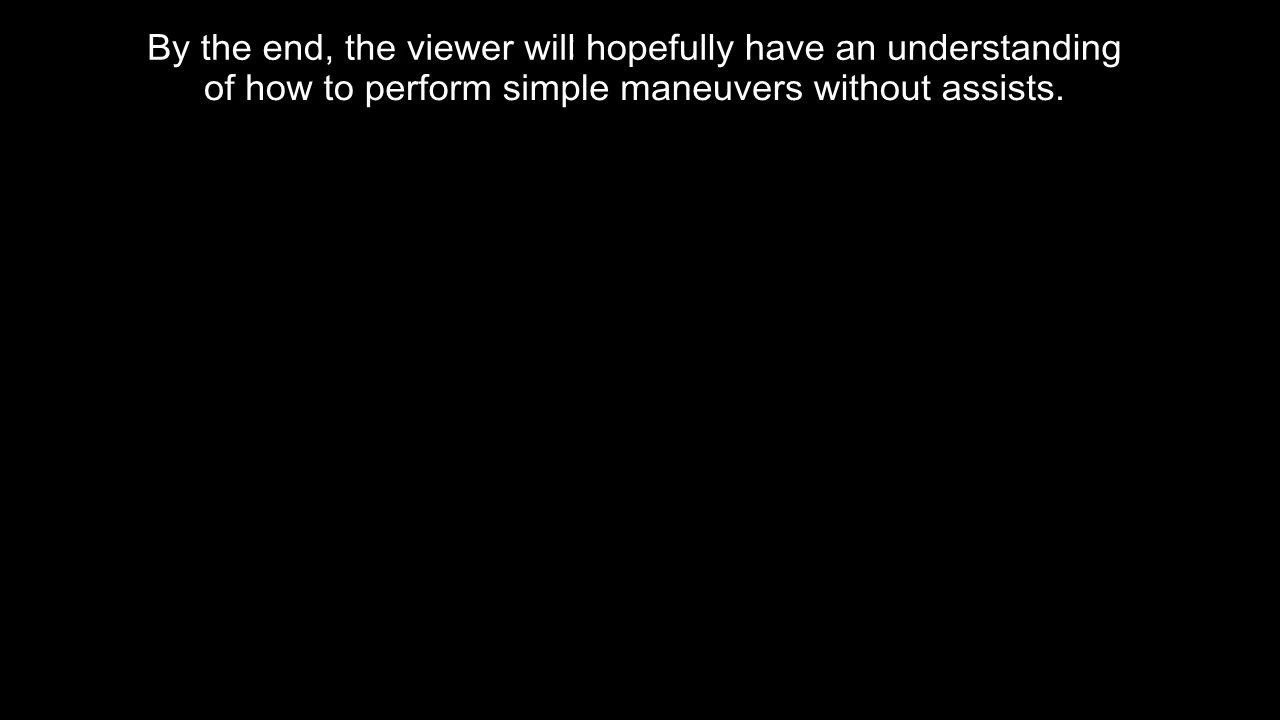 By the end, the viewer will hopefully have an understanding
of how to perform simple maneuvers without assists.